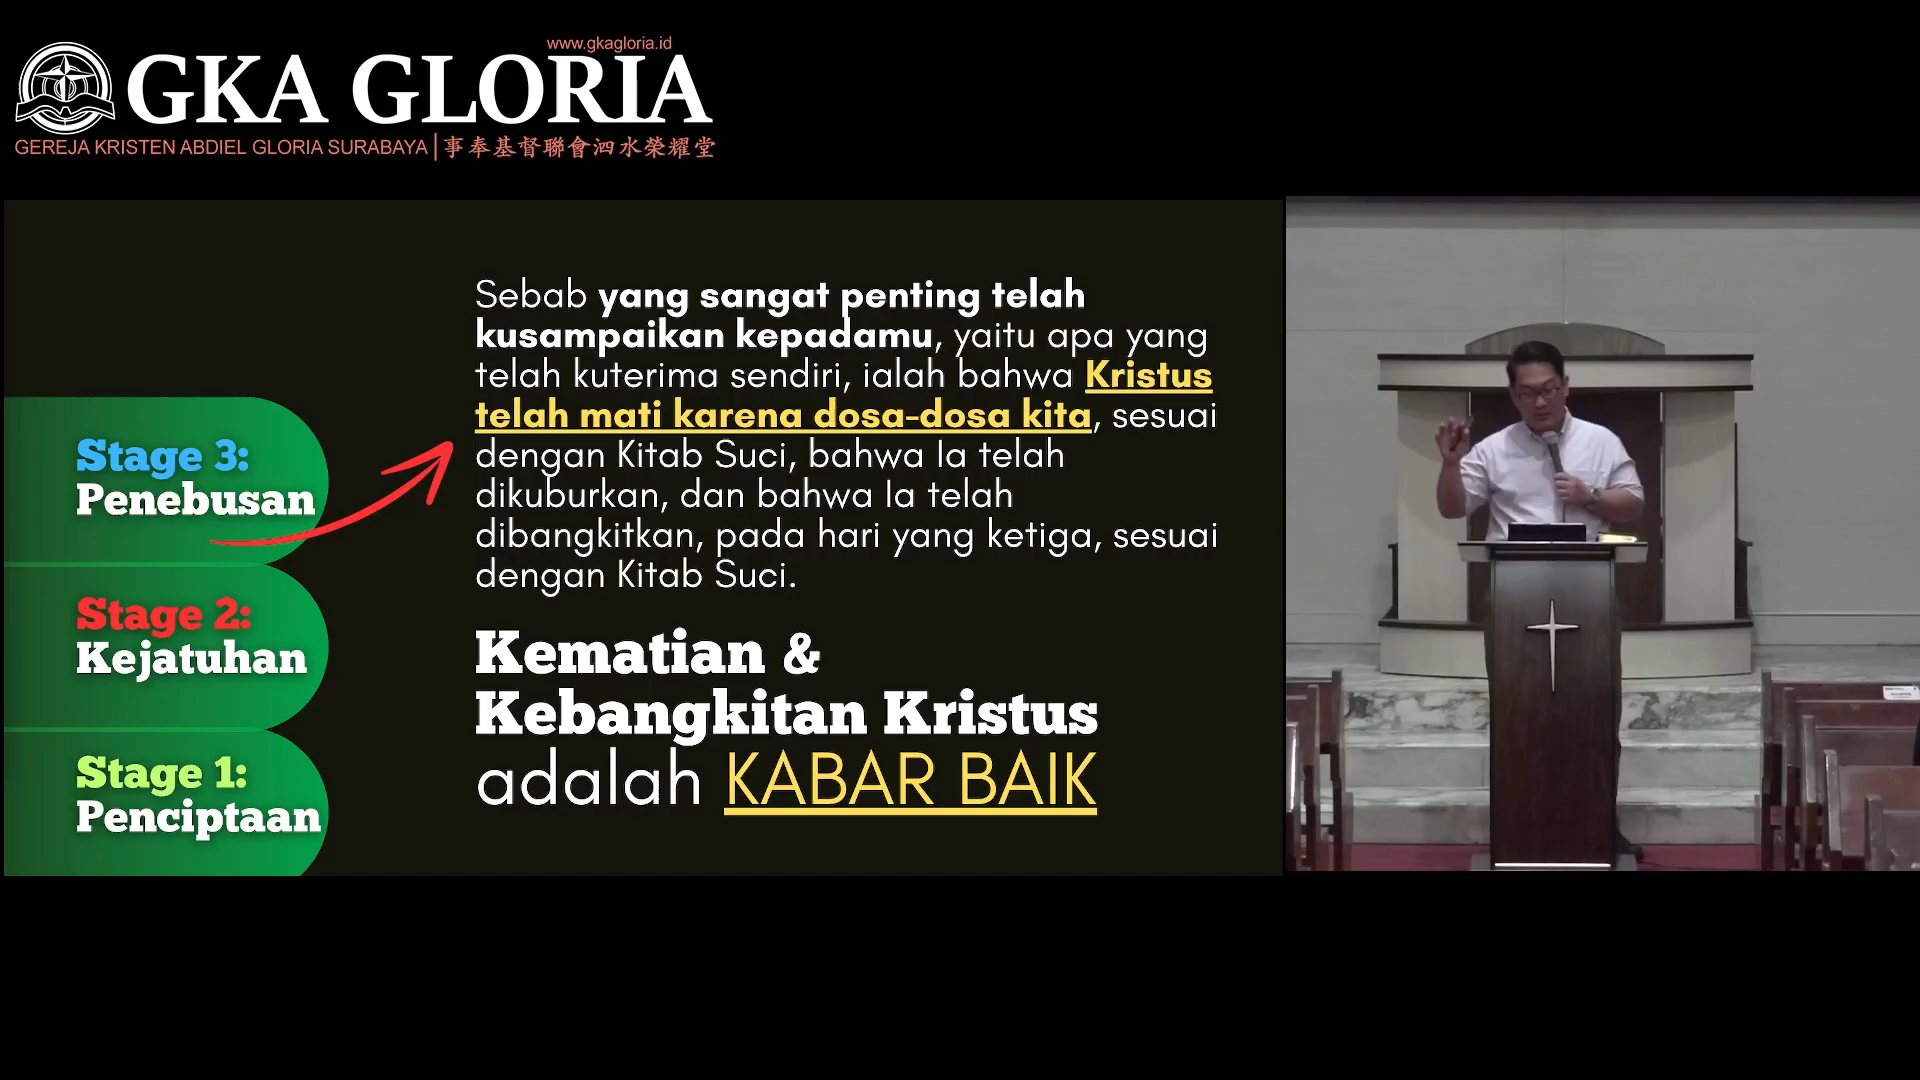 www.gkagloria.id
GKA GLORIA
GEREJA KRISTEN ABDIEL GLORIA SURABAYA | 事奉基督聯會泗水榮耀堂
Sebab yang sangat penting telah
kusampaikan kepadamu, yaitu apa yang
telah kuterima sendiri, ialah bahwa Kristus
telah mati karena dosa-dosa kita, sesuai
dengan Kitab Suci, bahwa Ia telah
dikuburkan, dan bahwa Ia telah
dibangkitkan, pada hari yang ketiga, sesuai
dengan Kitab Suci.
Kematian &
Kebangkitan Kristus
adalah KABAR BAIK
Stage 3:
Penebusan
Stage 2:
Kejatuhan
Stage 1:
Penciptaan